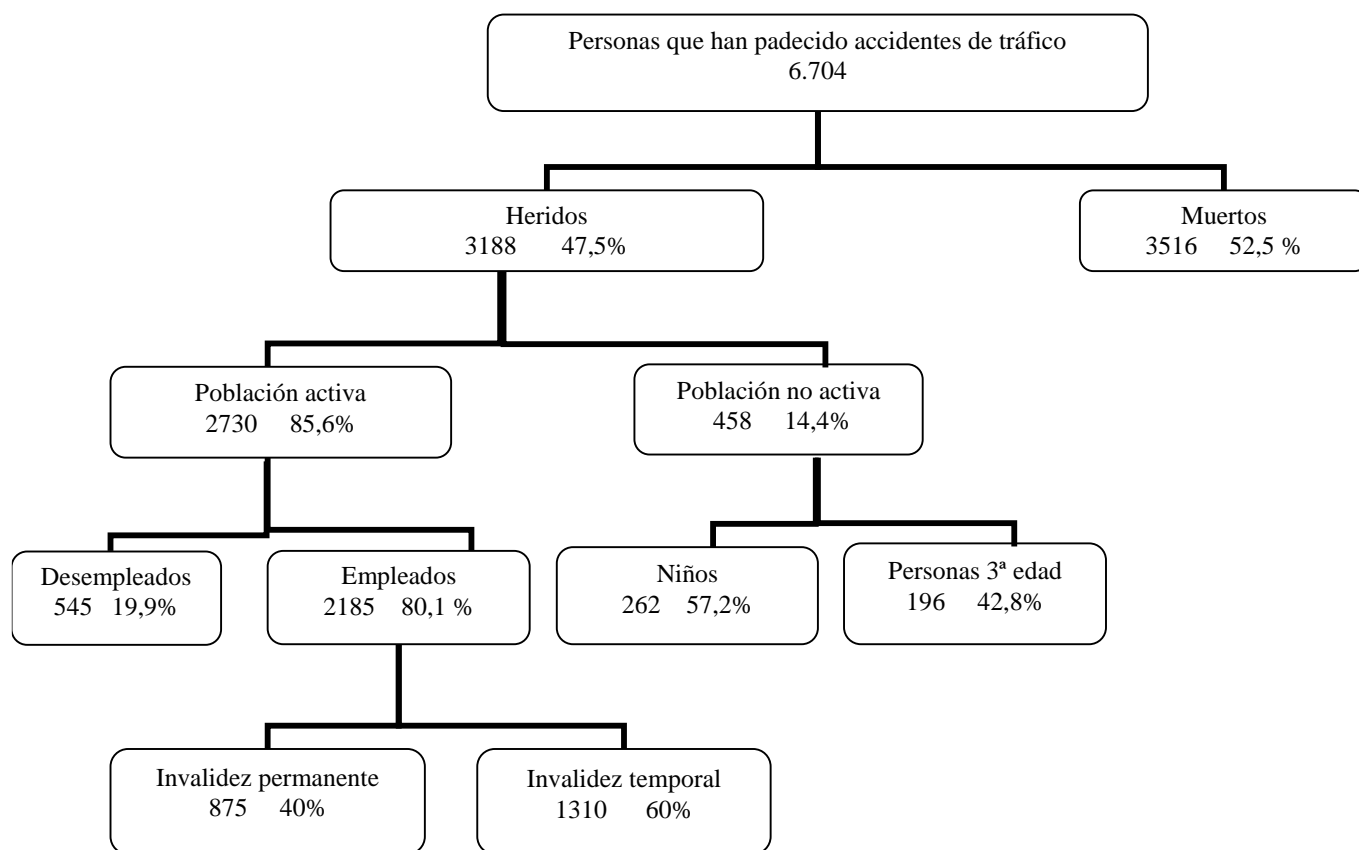 Personas que han padecido accidentes de tráfico
6.704
Heridos
3188 47,5%
Muertos
3516 52,5 %
Población activa
2730 85,6%
Población no activa
458 14,4%
Desempleados
545 19,9%
Empleados
2185 80,1 %
Niños
262 57,2%
Personas 3ª edad
196 42,8%
Invalidez permanente
875 40%
Invalidez temporal
1310 60%